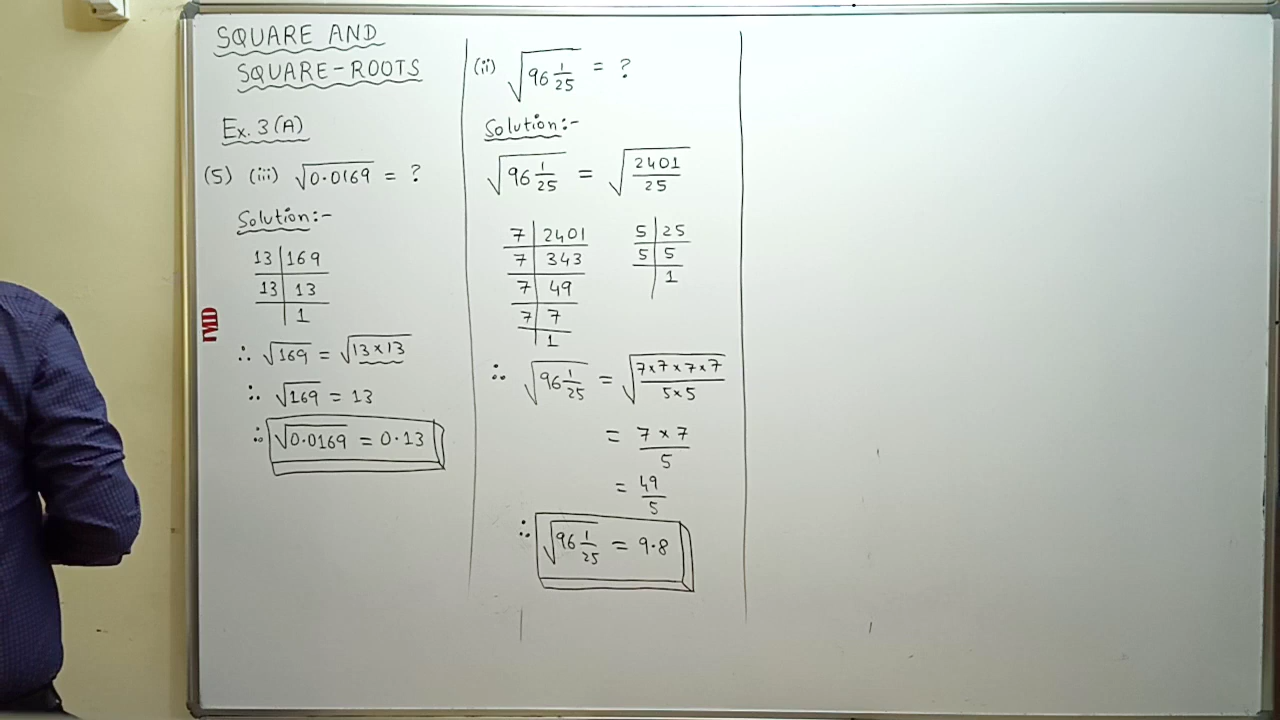 SQUARE AND
SQUARE-ROOTS
Ex. 3(A)
(5) (iii) √0.0169 = ?
Solution:-
13 | 169
13 | 13
1
∴ √169 = √13×13
∴ √169 = 13
∴ √0.0169 = 0.13
(ii) √96 1/25 = ?
Solution:-
√96 1/25 = √2401/25
7 | 2401 5 | 25
7 | 343 5 | 5
7 | 49 1
7 | 7
1
∴ √96 1/25 = √7×7×7×7/5×5
= 7×7/5
= 49/5
∴ √96 1/25 = 9.8